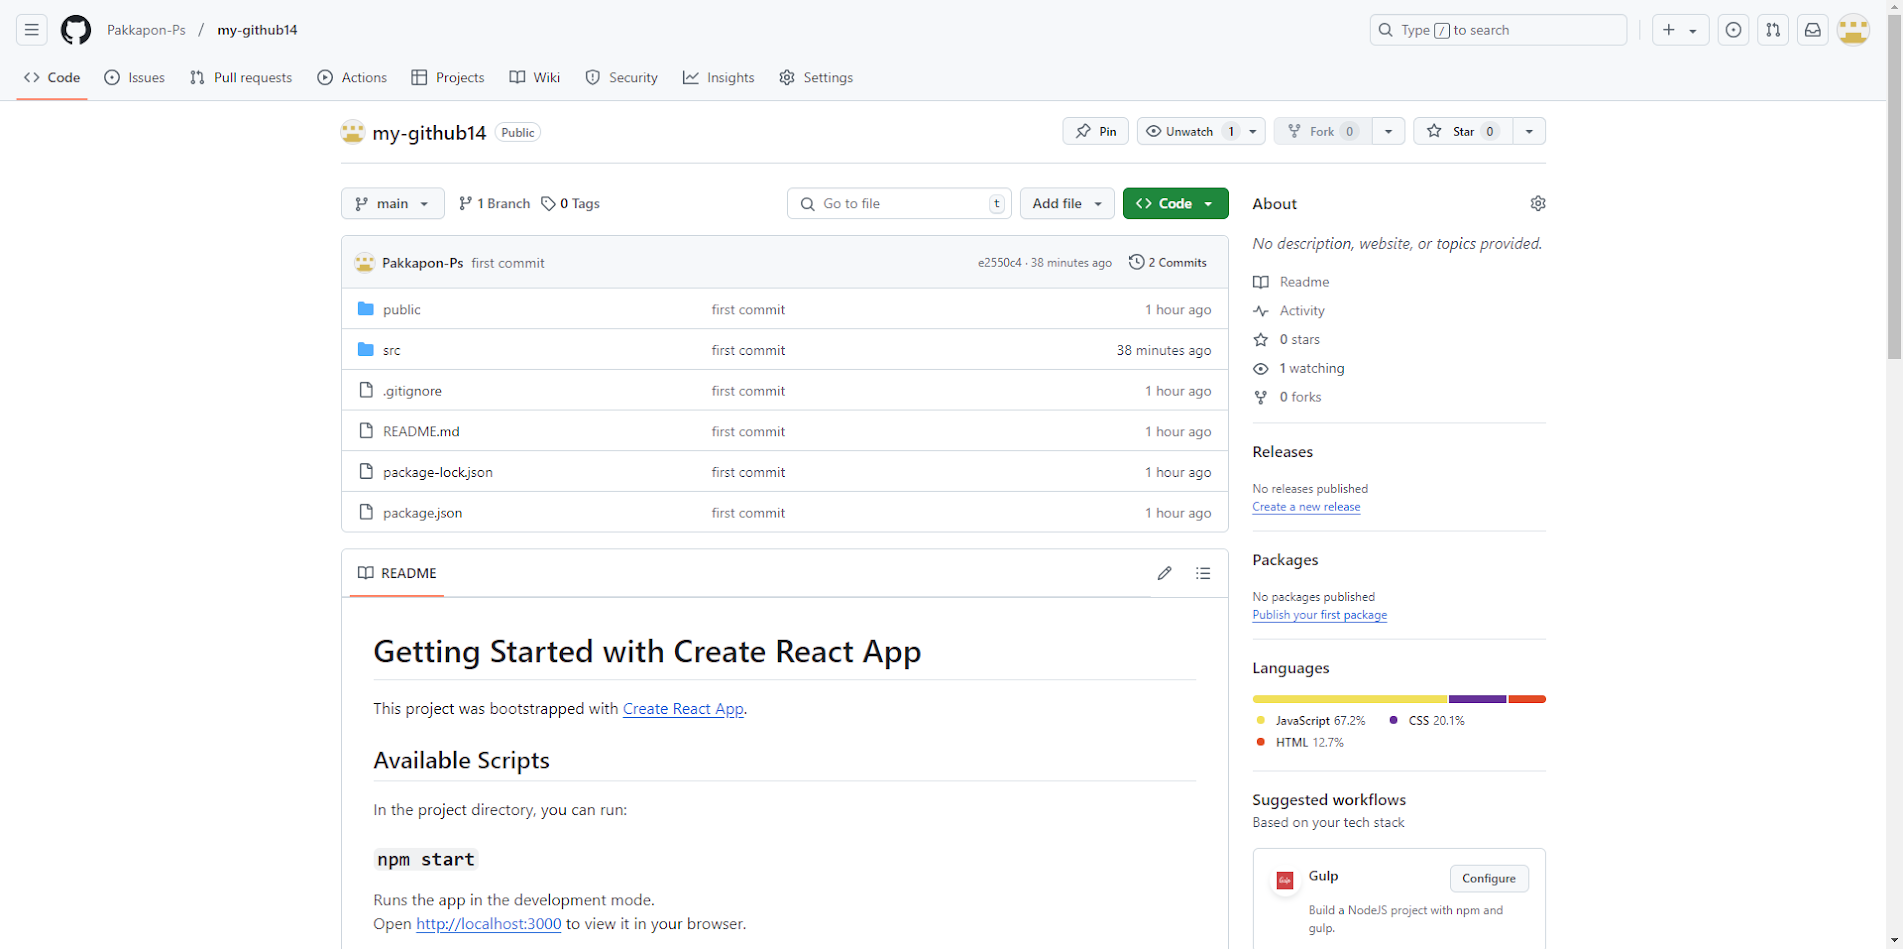 Pakkapon-Ps / my-github14
Type / to search
Code Issues Pull requests Actions Projects Wiki Security Insights Settings
my-github14 Public
Pin Unwatch 1 Fork 0 Star 0
main 1 Branch 0 Tags
Go to file t
Add file Code
Pakkapon-Ps first commit e2550c4 · 38 minutes ago 2 Commits
public first commit 1 hour ago
src first commit 38 minutes ago
.gitignore first commit 1 hour ago
README.md first commit 1 hour ago
package-lock.json first commit 1 hour ago
package.json first commit 1 hour ago
README
Getting Started with Create React App
This project was bootstrapped with Create React App.
Available Scripts
In the project directory, you can run:
npm start
Runs the app in the development mode.
Open http://localhost:3000 to view it in your browser.
About
No description, website, or topics provided.
Readme
Activity
0 stars
1 watching
0 forks
Releases
No releases published
Create a new release
Packages
No packages published
Publish your first package
Languages
JavaScript 67.2% CSS 20.1%
HTML 12.7%
Suggested workflows
Based on your tech stack
Gulp
Gulp Configure
Build a NodeJS project with npm and
gulp.